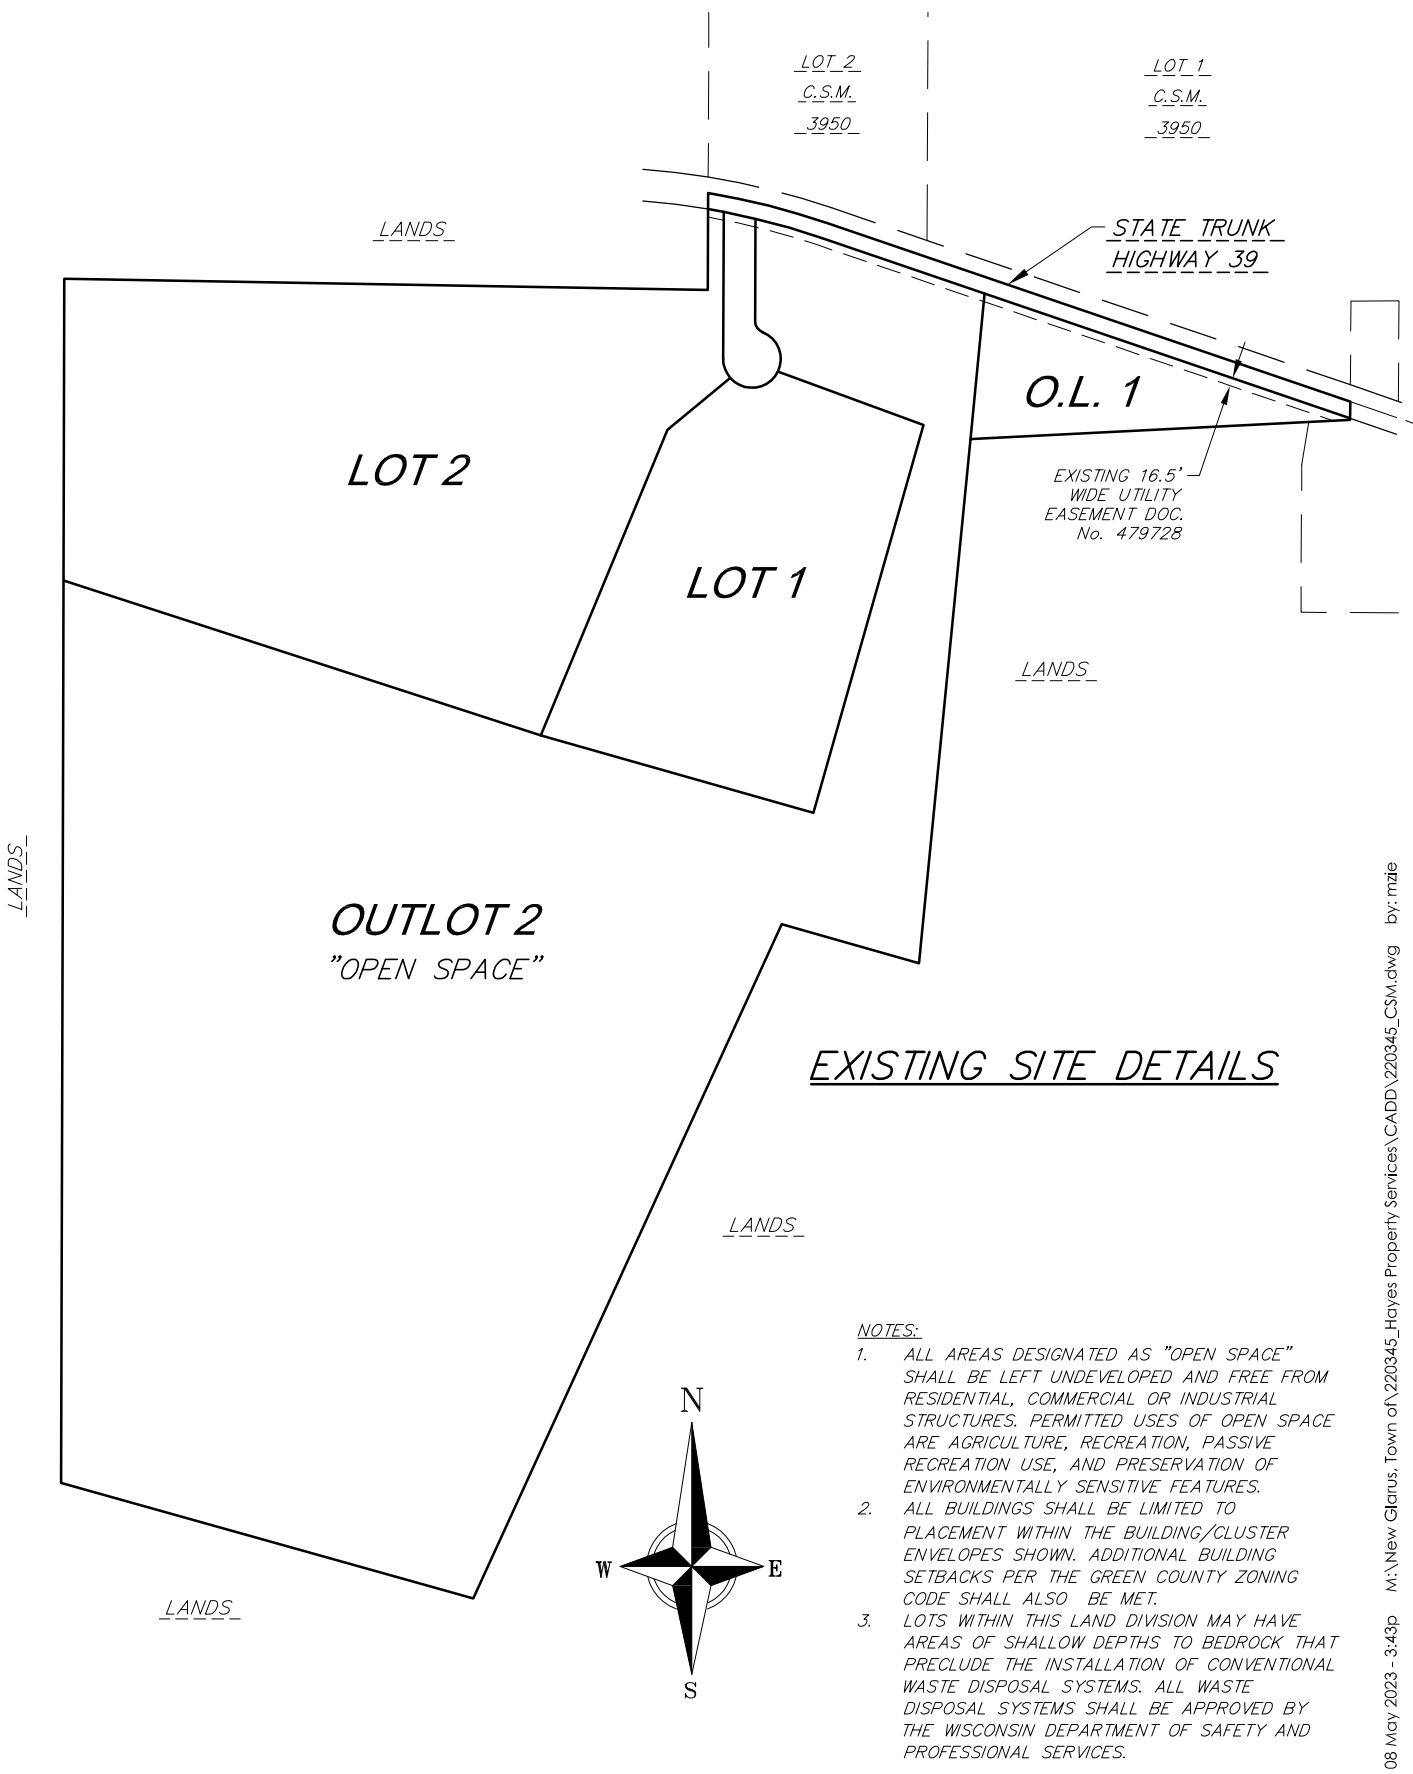 LOT 2
C.S.M.
3950
LOT 1
C.S.M.
3950
LANDS
STATE TRUNK
HIGHWAY 39
O.L. 1
LOT 2
EXISTING 16.5'
WIDE UTILITY
EASEMENT DOC.
No. 479728
LOT 1
LANDS
LANDS
OUTLOT 2
"OPEN SPACE"
EXISTING SITE DETAILS
LANDS
NOTES:
1. ALL AREAS DESIGNATED AS "OPEN SPACE"
SHALL BE LEFT UNDEVELOPED AND FREE FROM
RESIDENTIAL, COMMERCIAL OR INDUSTRIAL
STRUCTURES. PERMITTED USES OF OPEN SPACE
ARE AGRICULTURE, RECREATION, PASSIVE
RECREATION USE, AND PRESERVATION OF
ENVIRONMENTALLY SENSITIVE FEATURES.
2. ALL BUILDINGS SHALL BE LIMITED TO
PLACEMENT WITHIN THE BUILDING/CLUSTER
ENVELOPES SHOWN. ADDITIONAL BUILDING
SETBACKS PER THE GREEN COUNTY ZONING
CODE SHALL ALSO BE MET.
3. LOTS WITHIN THIS LAND DIVISION MAY HAVE
AREAS OF SHALLOW DEPTHS TO BEDROCK THAT
PRECLUDE THE INSTALLATION OF CONVENTIONAL
WASTE DISPOSAL SYSTEMS. ALL WASTE
DISPOSAL SYSTEMS SHALL BE APPROVED BY
THE WISCONSIN DEPARTMENT OF SAFETY AND
PROFESSIONAL SERVICES.
N
W
E
S
LANDS
08 May 2023 - 3:43p M:\New Glarus, Town of\220345_Hayes Property Services\CADD\220345_CSM.dwg by: mzie